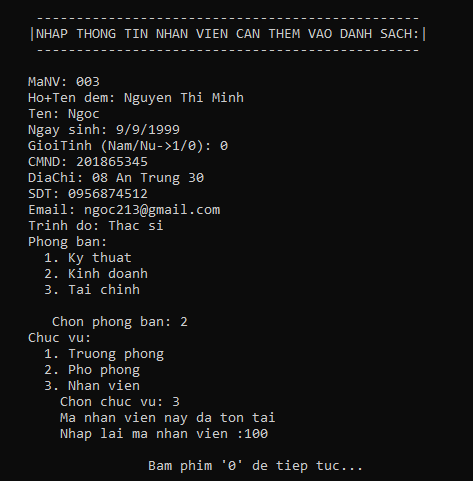 ------------------------------------------------
|NHAP THONG TIN NHAN VIEN CAN THEM VAO DANH SACH:|
------------------------------------------------
MaNV: 003
Ho+Ten dem: Nguyen Thi Minh
Ten: Ngoc
Ngay sinh: 9/9/1999
GioiTinh (Nam/Nu->1/0): 0
CMND: 201865345
DiaChi: 08 An Trung 30
SDT: 0956874512
Email: ngoc213@gmail.com
Trinh do: Thac si
Phong ban:
1. Ky thuat
2. Kinh doanh
3. Tai chinh
Chon phong ban: 2
Chuc vu:
1. Truong phong
2. Pho phong
3. Nhan vien
Chon chuc vu: 3
Ma nhan vien nay da ton tai
Nhap lai ma nhan vien :100
Bam phim '0' de tiep tuc...